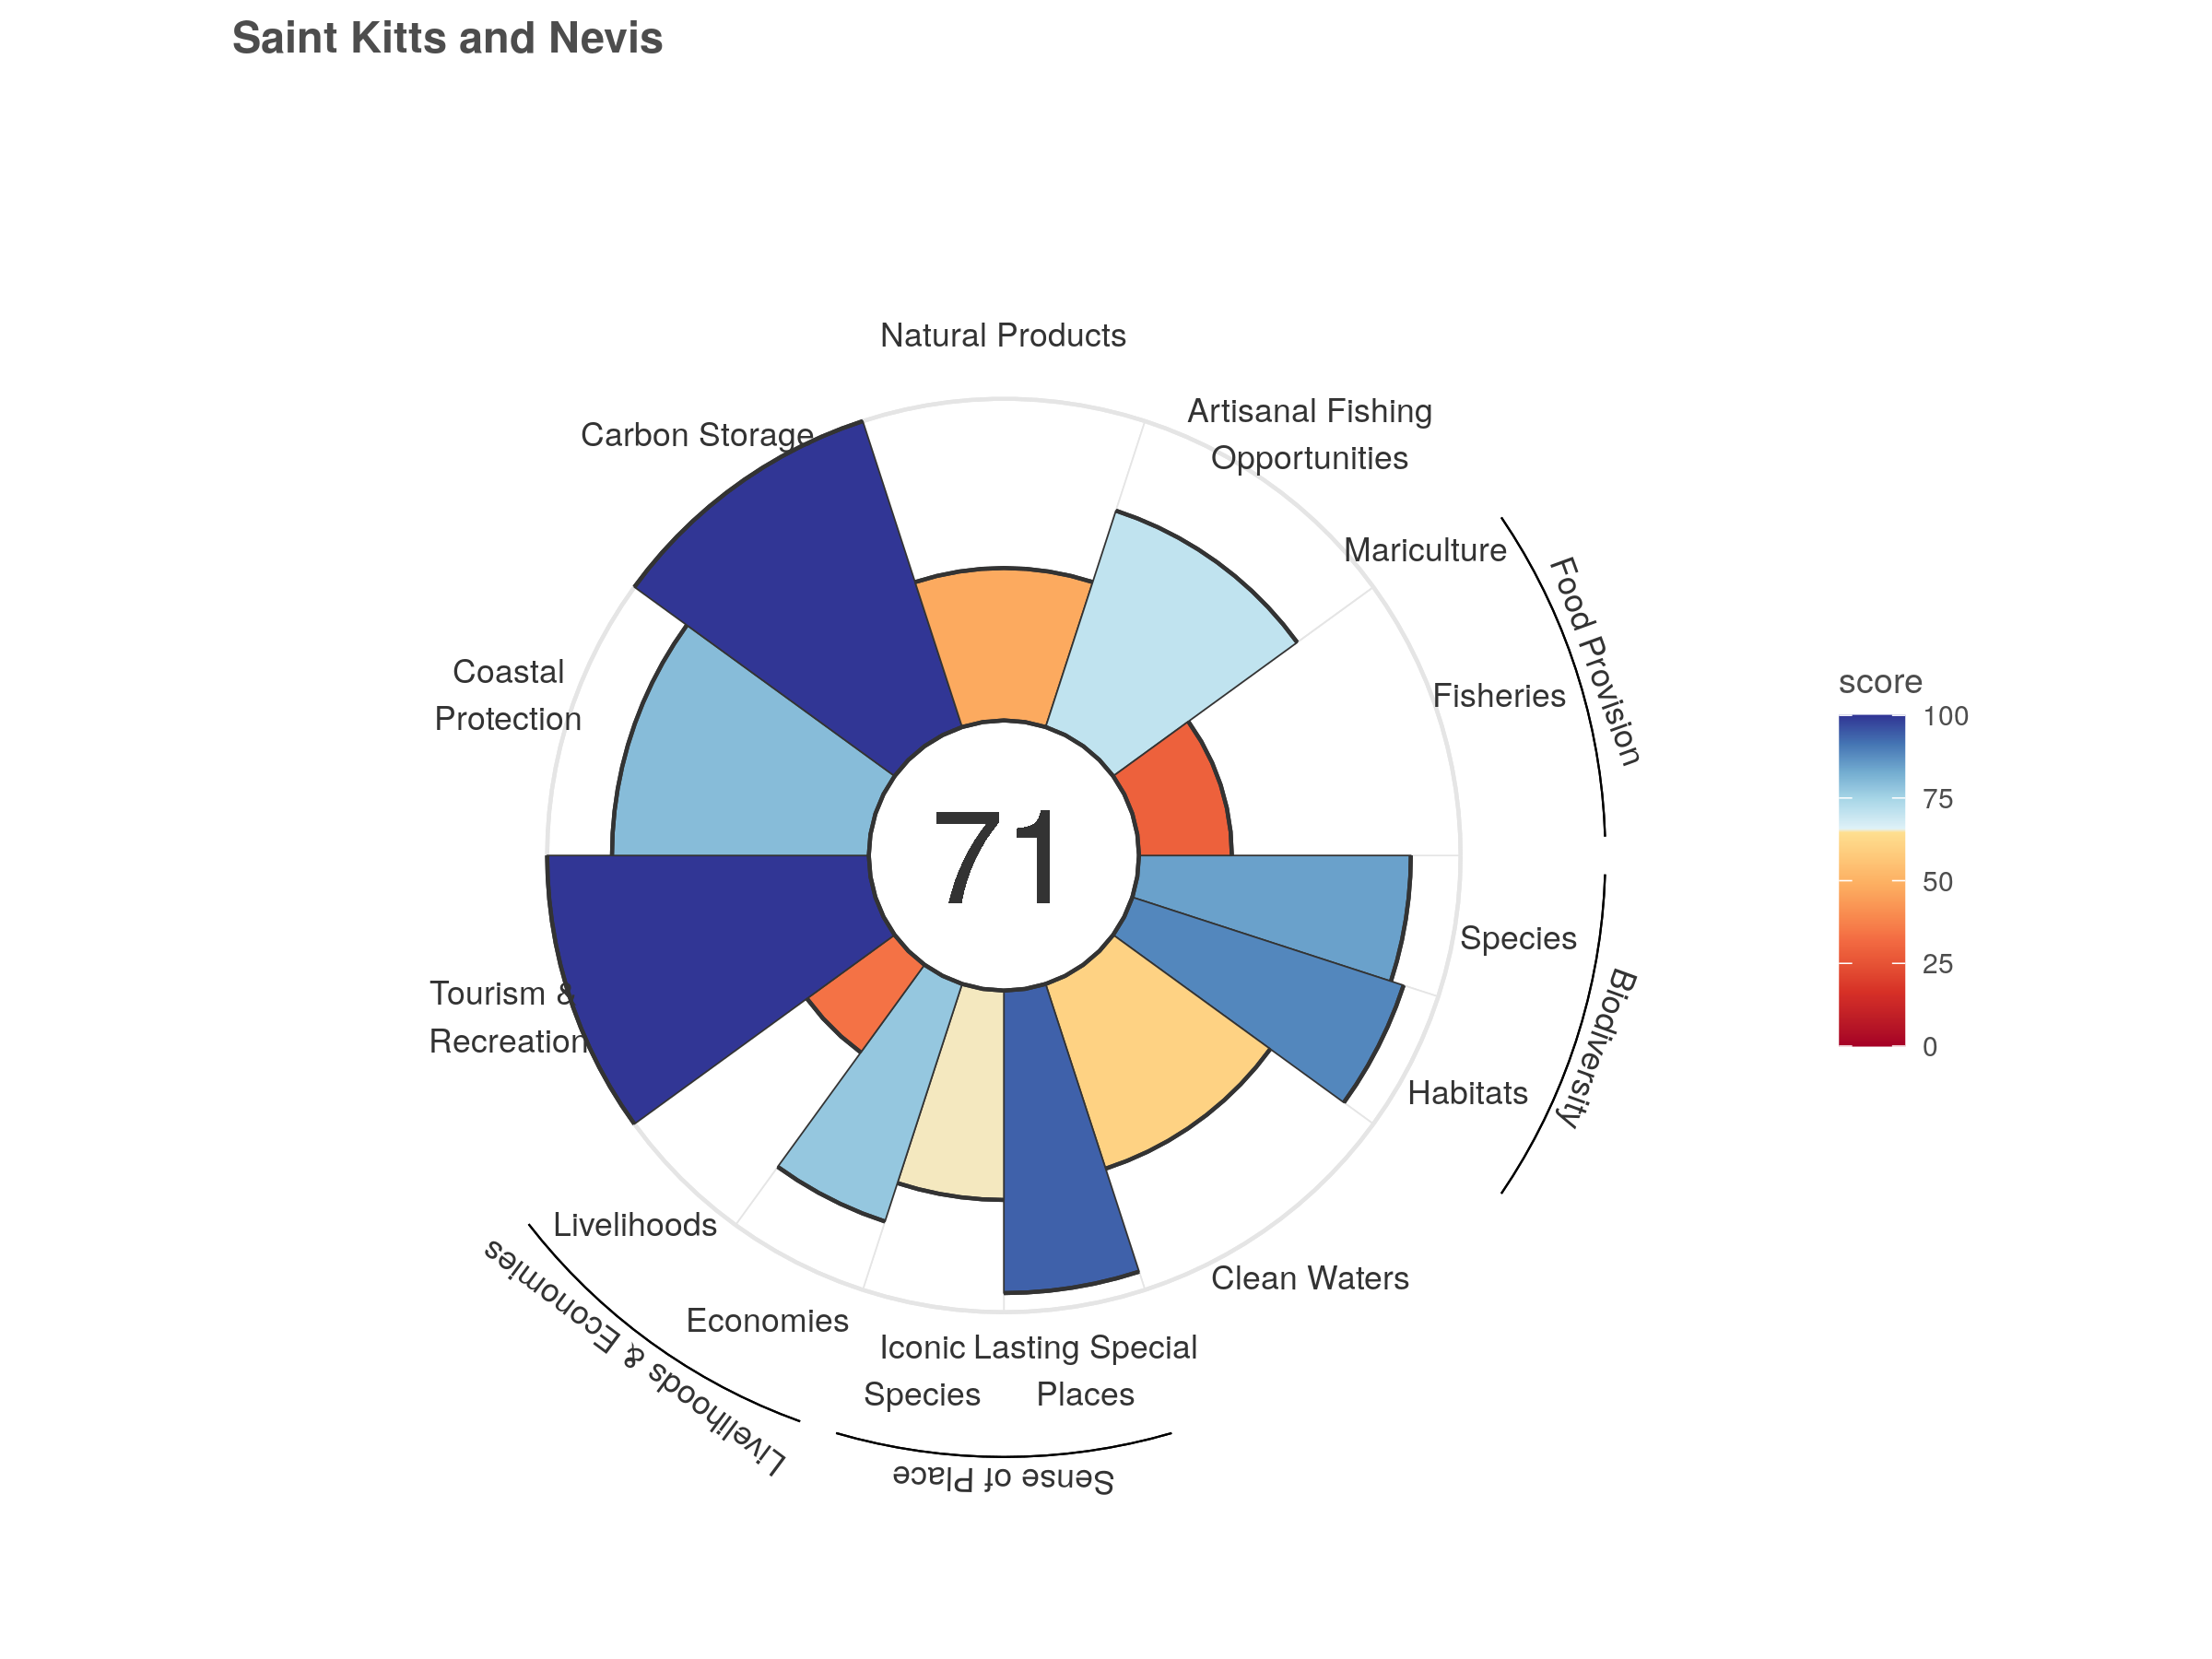 Saint Kitts and Nevis
Natural Products
Artisanal Fishing
Opportunities
Carbon Storage
Mariculture
Food Provision
Fisheries
Coastal
Protection
score
100
75
50
25
0
71
Species
Biodiversity
Habitats
Tourism &
Recreation
Clean Waters
Livelihoods
Economies
Livelihoods & Economies
Iconic
Species
Lasting Special
Places
Sense of Place